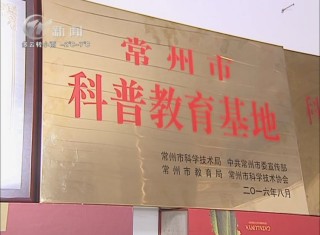 新闻
常州市
科普教育基地
常州市科学技术局 中共常州市委宣传部
常州市教育局 常州市科学技术协会
二〇一六年八月